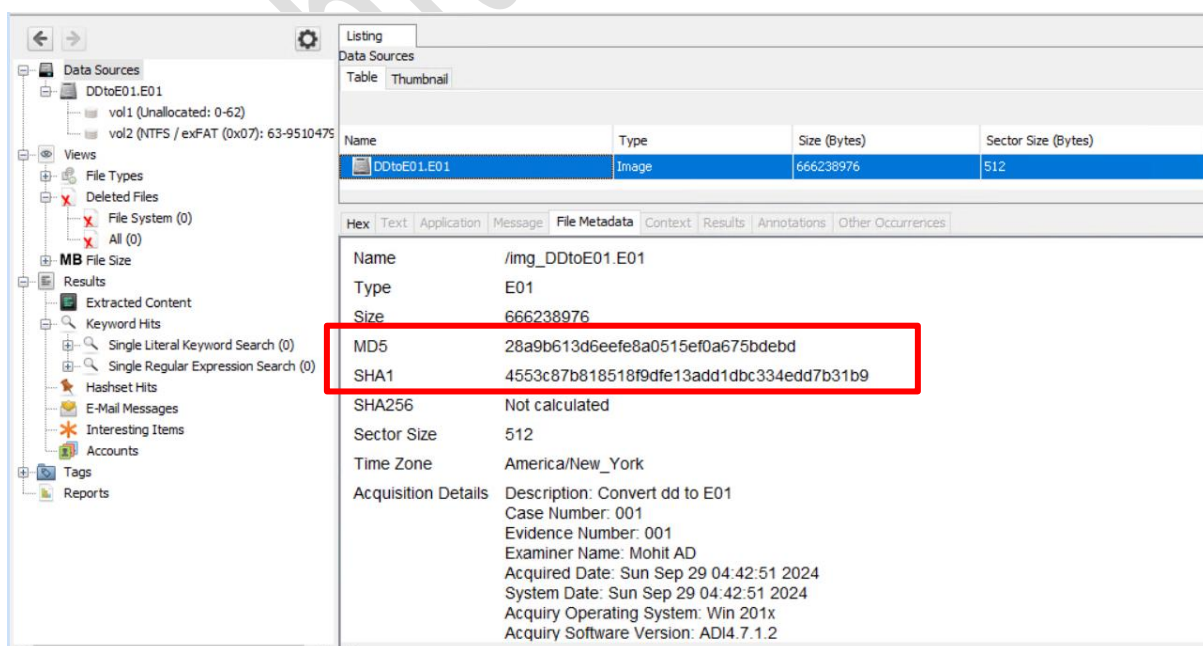 Data Sources
DDtoE01.E01
vol1 (Unallocated: 0-62)
vol2 (NTFS / exFAT (0x07): 63-9510479
Views
File Types
Deleted Files
File System (0)
All (0)
MB File Size
Results
Extracted Content
Keyword Hits
Single Literal Keyword Search (0)
Single Regular Expression Search (0)
Hashset Hits
E-Mail Messages
Interesting Items
Accounts
Tags
Reports
Listing
Data Sources
Table Thumbnail
Name Type Size (Bytes) Sector Size (Bytes)
DDtoE01.E01 Image 666238976 512
Hex Text Application Message File Metadata Context Results Annotations Other Occurrences
Name /img_DDtoE01.E01
Type E01
Size 666238976
MD5 28a9b613d6eefe8a0515ef0a675bdebd
SHA1 4553c87b818518f9dfe13add1dbc334edd7b31b9
SHA256 Not calculated
Sector Size 512
Time Zone America/New_York
Acquisition Details Description: Convert dd to E01
Case Number: 001
Evidence Number: 001
Examiner Name: Mohit AD
Acquired Date: Sun Sep 29 04:42:51 2024
System Date: Sun Sep 29 04:42:51 2024
Acquiry Operating System: Win 201x
Acquiry Software Version: ADI4.7.1.2